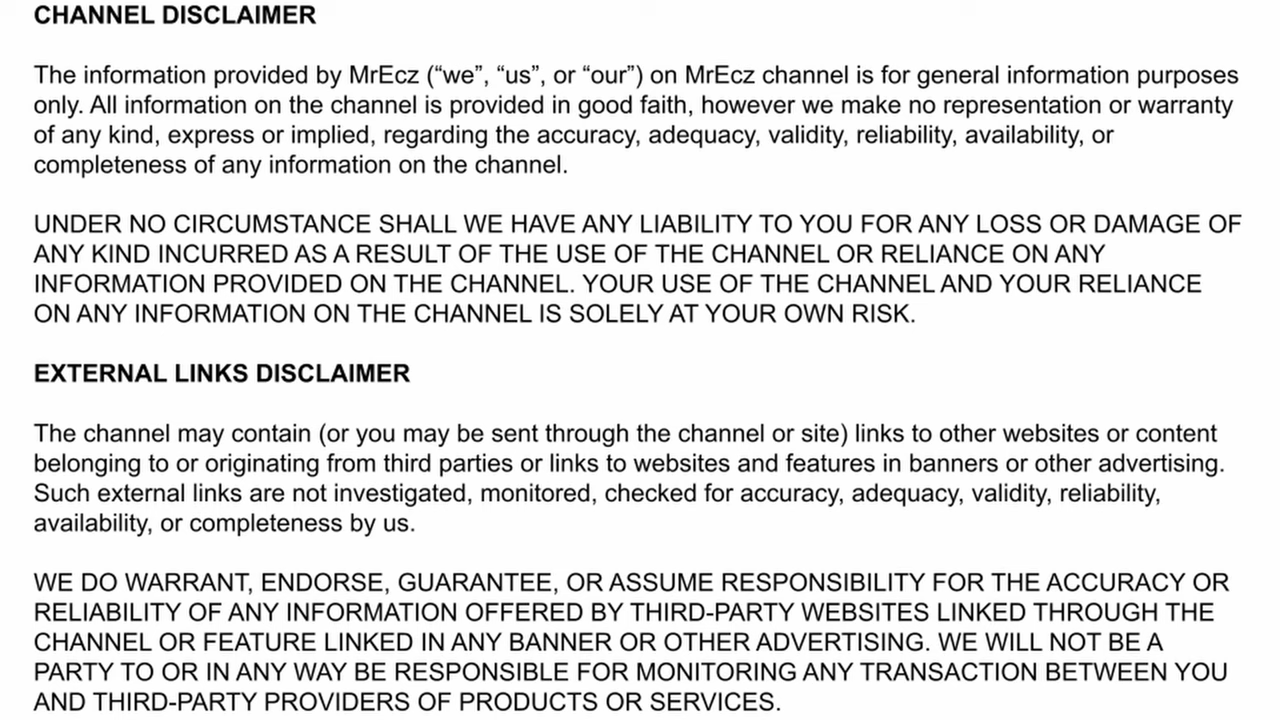 CHANNEL DISCLAIMER
The information provided by MrEcz (“we”, “us”, or “our”) on MrEcz channel is for general information purposes
only. All information on the channel is provided in good faith, however we make no representation or warranty
of any kind, express or implied, regarding the accuracy, adequacy, validity, reliability, availability, or
completeness of any information on the channel.
UNDER NO CIRCUMSTANCE SHALL WE HAVE ANY LIABILITY TO YOU FOR ANY LOSS OR DAMAGE OF
ANY KIND INCURRED AS A RESULT OF THE USE OF THE CHANNEL OR RELIANCE ON ANY
INFORMATION PROVIDED ON THE CHANNEL. YOUR USE OF THE CHANNEL AND YOUR RELIANCE
ON ANY INFORMATION ON THE CHANNEL IS SOLELY AT YOUR OWN RISK.
EXTERNAL LINKS DISCLAIMER
The channel may contain (or you may be sent through the channel or site) links to other websites or content
belonging to or originating from third parties or links to websites and features in banners or other advertising.
Such external links are not investigated, monitored, checked for accuracy, adequacy, validity, reliability,
availability, or completeness by us.
WE DO WARRANT, ENDORSE, GUARANTEE, OR ASSUME RESPONSIBILITY FOR THE ACCURACY OR
RELIABILITY OF ANY INFORMATION OFFERED BY THIRD-PARTY WEBSITES LINKED THROUGH THE
CHANNEL OR FEATURE LINKED IN ANY BANNER OR OTHER ADVERTISING. WE WILL NOT BE A
PARTY TO OR IN ANY WAY BE RESPONSIBLE FOR MONITORING ANY TRANSACTION BETWEEN YOU
AND THIRD-PARTY PROVIDERS OF PRODUCTS OR SERVICES.